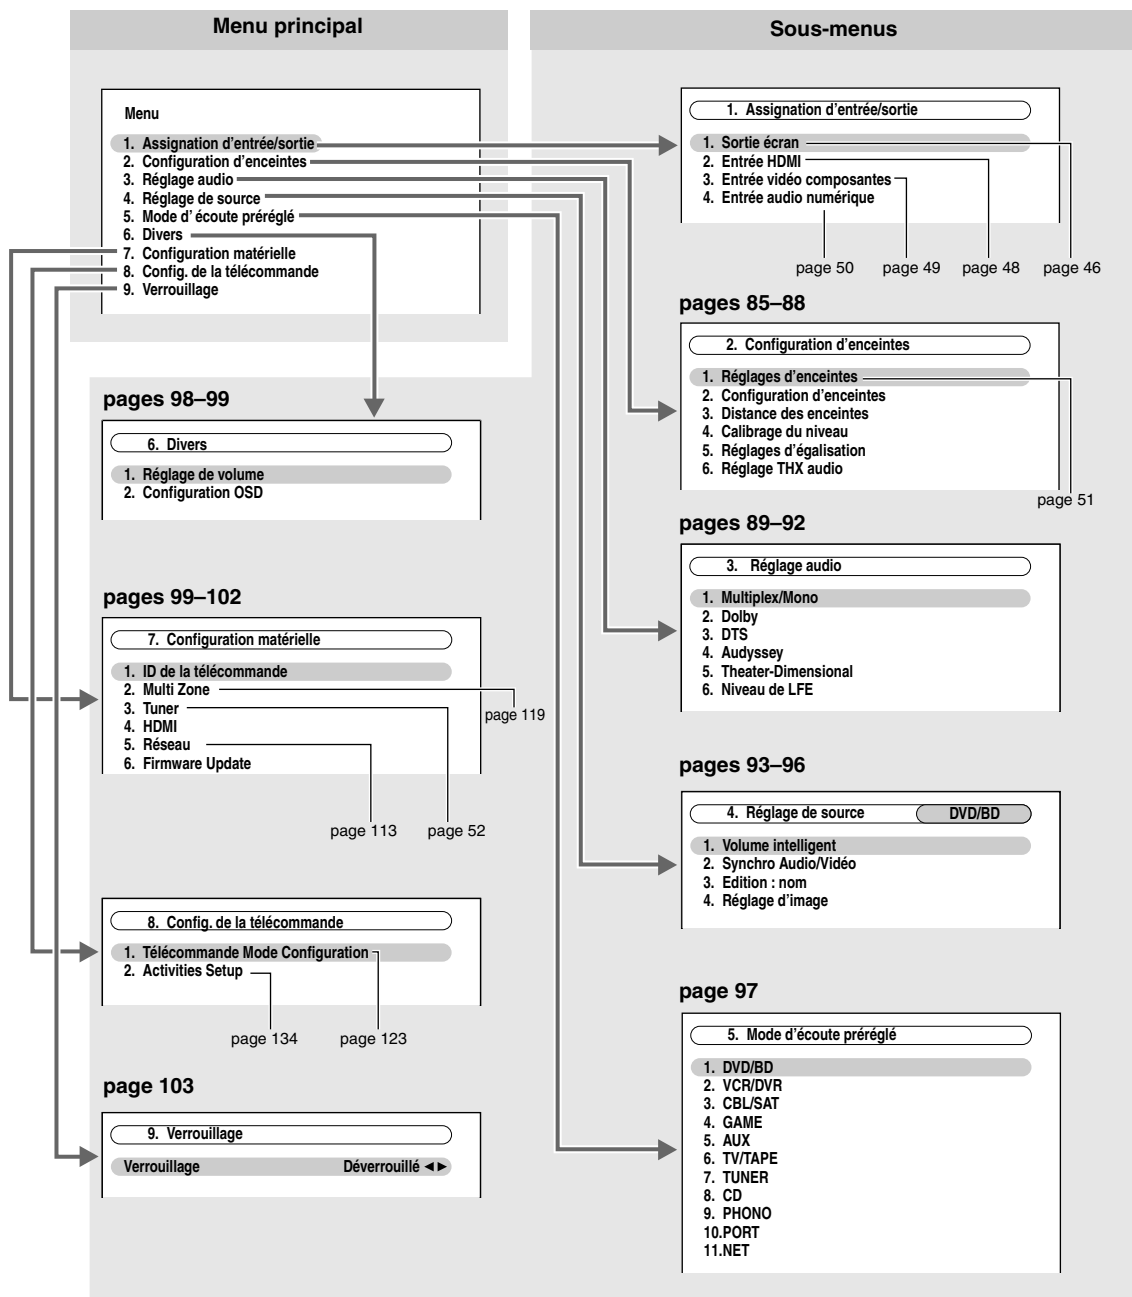 Menu principal
Menu
1. Assignation d'entrée/sortie
2. Configuration d'enceintes
3. Réglage audio
4. Réglage de source
5. Mode d' écoute préréglé
6. Divers
7. Configuration matérielle
8. Config. de la télécommande
9. Verrouillage
pages 98–99
6. Divers
1. Réglage de volume
2. Configuration OSD
pages 99–102
7. Configuration matérielle
1. ID de la télécommande
2. Multi Zone
3. Tuner
4. HDMI
5. Réseau
6. Firmware Update
page 119
page 113 page 52
8. Config. de la télécommande
1. Télécommande Mode Configuration
2. Activities Setup
page 134 page 123
page 103
9. Verrouillage
Verrouillage Déverrouillé ◄►
Sous-menus
1. Assignation d'entrée/sortie
1. Sortie écran
2. Entrée HDMI
3. Entrée vidéo composantes
4. Entrée audio numérique
page 50 page 49 page 48 page 46
pages 85–88
2. Configuration d'enceintes
1. Réglages d'enceintes
2. Configuration d'enceintes
3. Distance des enceintes
4. Calibrage du niveau
5. Réglages d'égalisation
6. Réglage THX audio
page 51
pages 89–92
3. Réglage audio
1. Multiplex/Mono
2. Dolby
3. DTS
4. Audyssey
5. Theater-Dimensional
6. Niveau de LFE
pages 93–96
4. Réglage de source DVD/BD
1. Volume intelligent
2. Synchro Audio/Vidéo
3. Edition : nom
4. Réglage d'image
page 97
5. Mode d'écoute préréglé
1. DVD/BD
2. VCR/DVR
3. CBL/SAT
4. GAME
5. AUX
6. TV/TAPE
7. TUNER
8. CD
9. PHONO
10.PORT
11.NET